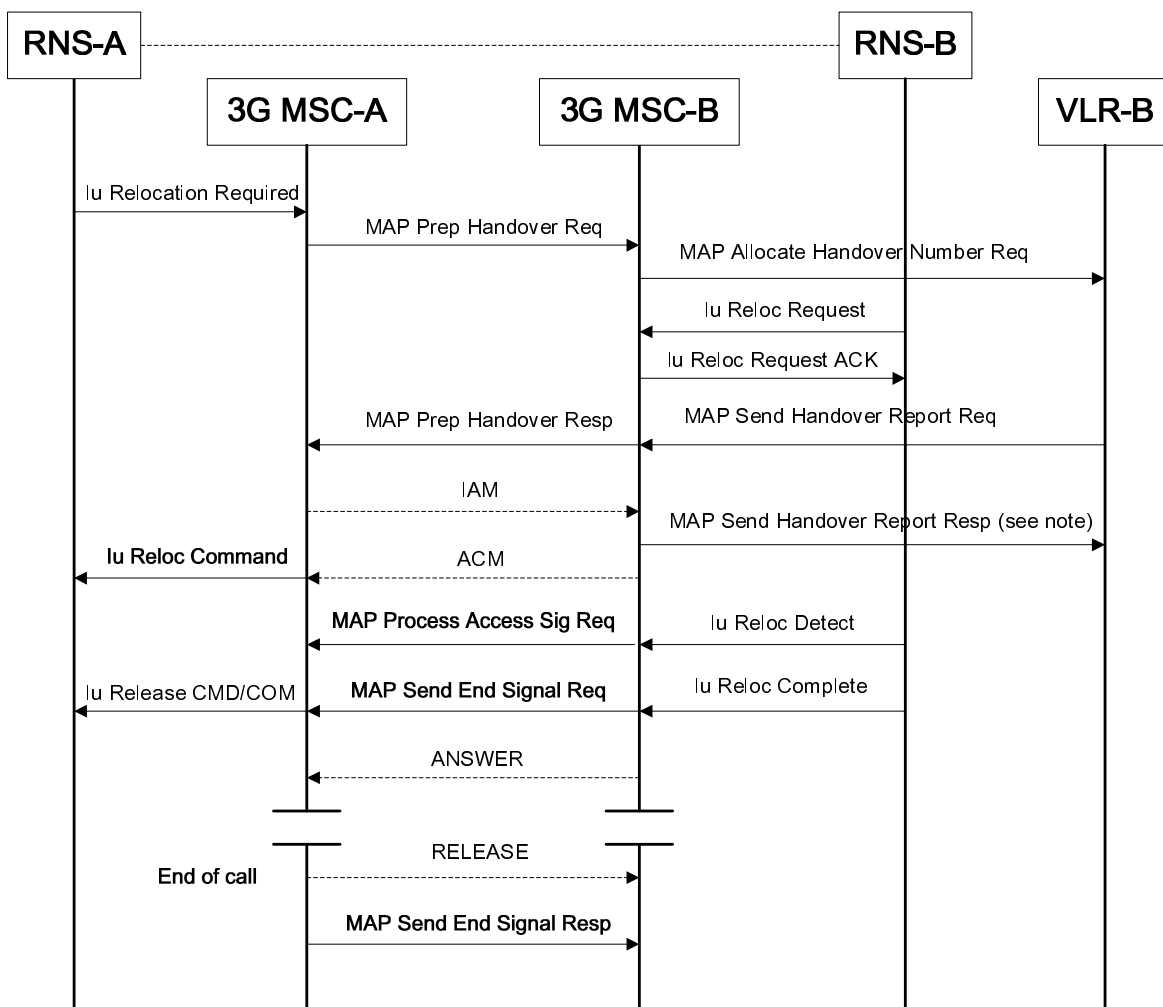 RNS-A
RNS-B
3G MSC-A
3G MSC-B
VLR-B
Iu Relocation Required
MAP Prep Handover Req
MAP Allocate Handover Number Req
Iu Reloc Request
Iu Reloc Request ACK
MAP Prep Handover Resp
MAP Send Handover Report Req
IAM
MAP Send Handover Report Resp (see note)
Iu Reloc Command
ACM
MAP Process Access Sig Req
Iu Reloc Detect
Iu Release CMD/COM
MAP Send End Signal Req
Iu Reloc Complete
ANSWER
RELEASE
End of call
MAP Send End Signal Resp